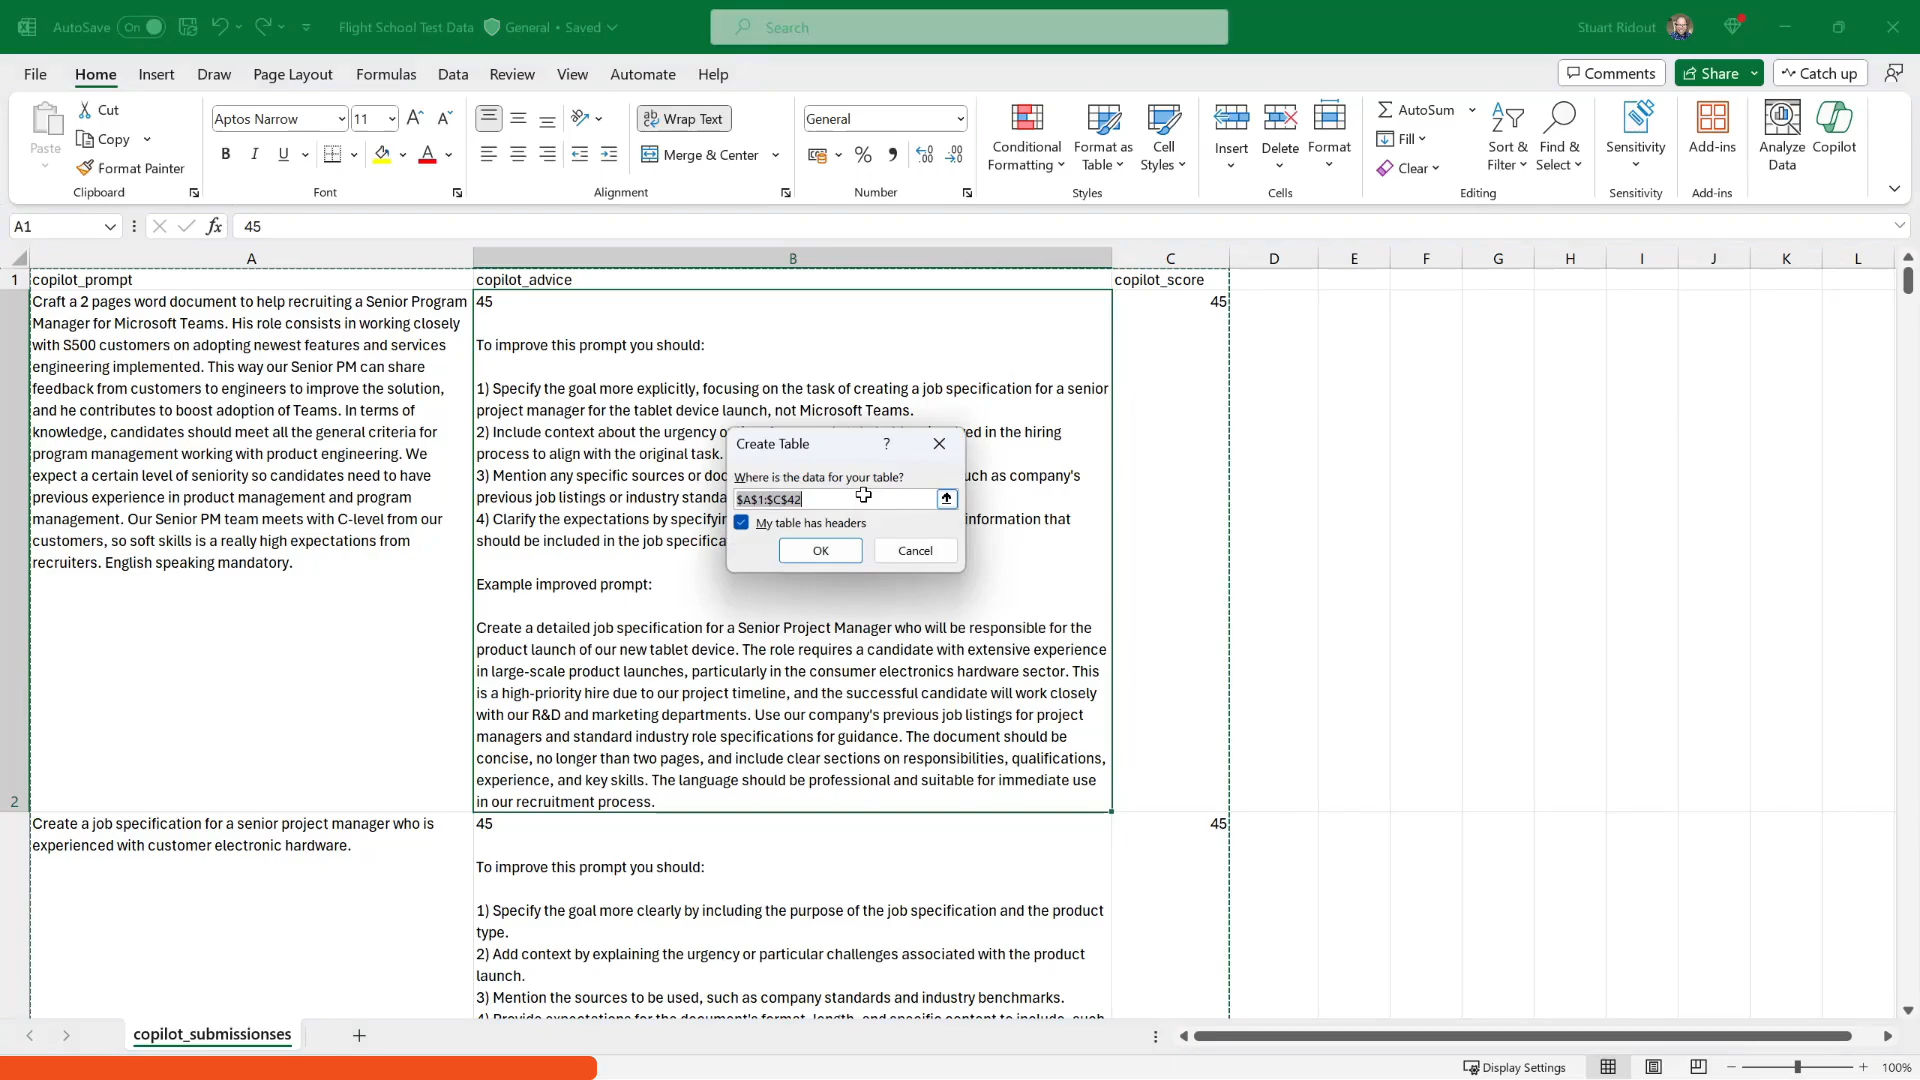 AutoSave On Flight School Test Data General • Saved Search Stuart Ridout
File Home Insert Draw Page Layout Formulas Data Review View Automate Help Comments Share Catch up
Paste Cut Copy Format Painter Clipboard
Aptos Narrow 11 A A B I U A Font
ab Wrap Text Merge & Center Alignment
General % 9 Number
Conditional Formatting Format as Table Cell Styles Styles
Insert Delete Format Cells
AutoSum Fill Clear Sort & Filter Find & Select Editing
Sensitivity Sensitivity
Add-ins Add-ins
Analyze Data Copilot
A1 fx 45
A B C D E F G H I J K L
1 copilot_prompt copilot_advice copilot_score
Craft a 2 pages word document to help recruiting a Senior Program
Manager for Microsoft Teams. His role consists in working closely
with S500 customers on adopting newest features and services
engineering implemented. This way our Senior PM can share
feedback from customers to engineers to improve the solution,
and he contributes to boost adoption of Teams. In terms of
knowledge, candidates should meet all the general criteria for
program management working with product engineering. We
expect a certain level of seniority so candidates need to have
previous experience in product management and program
management. Our Senior PM team meets with C-level from our
customers, so soft skills is a really high expectations from
recruiters. English speaking mandatory.
2
45
To improve this prompt you should:
1) Specify the goal more explicitly, focusing on the task of creating a job specification for a senior
project manager for the tablet device launch, not Microsoft Teams.
2) Include context about the urgency in the hiring
process to align with the original task.
3) Mention any specific sources or such as company's
previous job listings or industry
4) Clarify the expectations by information that
should be included in the job
Example improved prompt:
Create a detailed job specification for a Senior Project Manager who will be responsible for the
product launch of our new tablet device. The role requires a candidate with extensive experience
in large-scale product launches, particularly in the consumer electronics hardware sector. This
is a high-priority hire due to our project timeline, and the successful candidate will work closely
with our R&D and marketing departments. Use our company's previous job listings for project
managers and standard industry role specifications for guidance. The document should be
concise, no longer than two pages, and include clear sections on responsibilities, qualifications,
experience, and key skills. The language should be professional and suitable for immediate use
in our recruitment process.
45
Create Table ?
Where is the data for your table?
$A$1:$C$42
My table has headers
OK Cancel
Create a job specification for a senior project manager who is
experienced with customer electronic hardware.
45
To improve this prompt you should:
1) Specify the goal more clearly by including the purpose of the job specification and the product
type.
2) Add context by explaining the urgency or particular challenges associated with the product
launch.
3) Mention the sources to be used, such as company standards and industry benchmarks.
4) Provide expectations for the document's format, length, and specific content to include, such
45
copilot_submissionses
Display Settings 100%